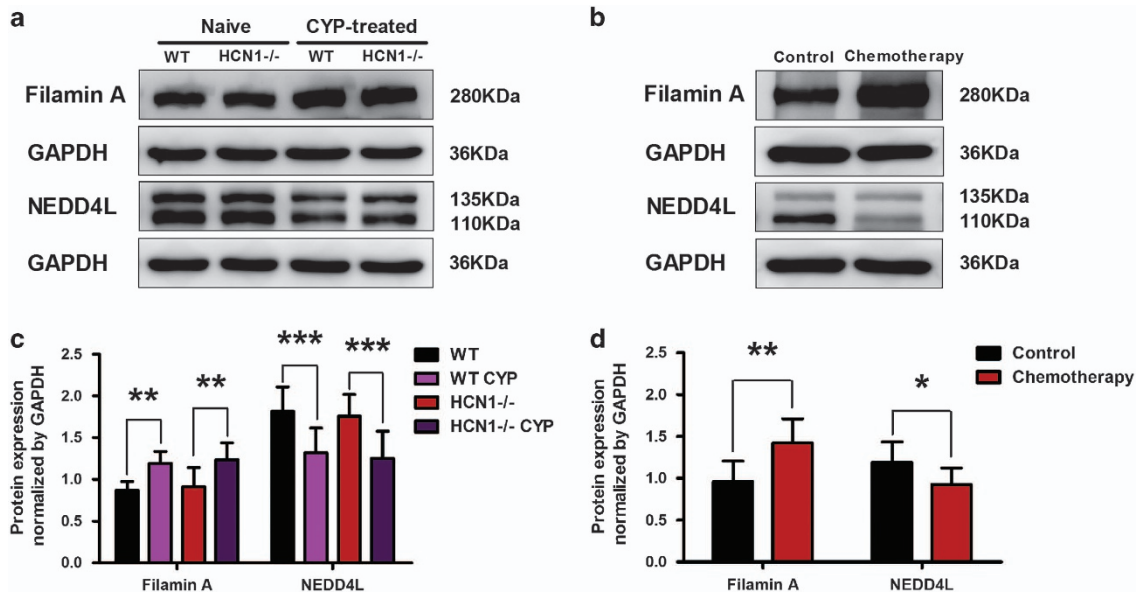 a
Naive CYP-treated
WT HCN1-/- WT HCN1-/-
Filamin A 280KDa
GAPDH 36KDa
NEDD4L 135KDa
110KDa
GAPDH 36KDa
b
Control Chemotherapy
Filamin A 280KDa
GAPDH 36KDa
NEDD4L 135KDa
110KDa
GAPDH 36KDa
c
Protein expression
normalized by GAPDH
2.5
2.0
1.5
1.0
0.5
0.0
** ** *** ***
Filamin A NEDD4L
WT
WT CYP
HCN1-/-
HCN1-/- CYP
d
Protein expression
normalized by GAPDH
2.5
2.0
1.5
1.0
0.5
0.0
** *
Filamin A NEDD4L
Control
Chemotherapy